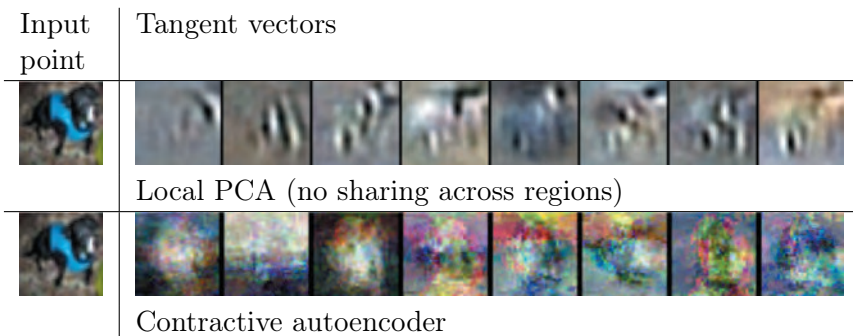 Input
point
Tangent vectors
Local PCA (no sharing across regions)
Contractive autoencoder